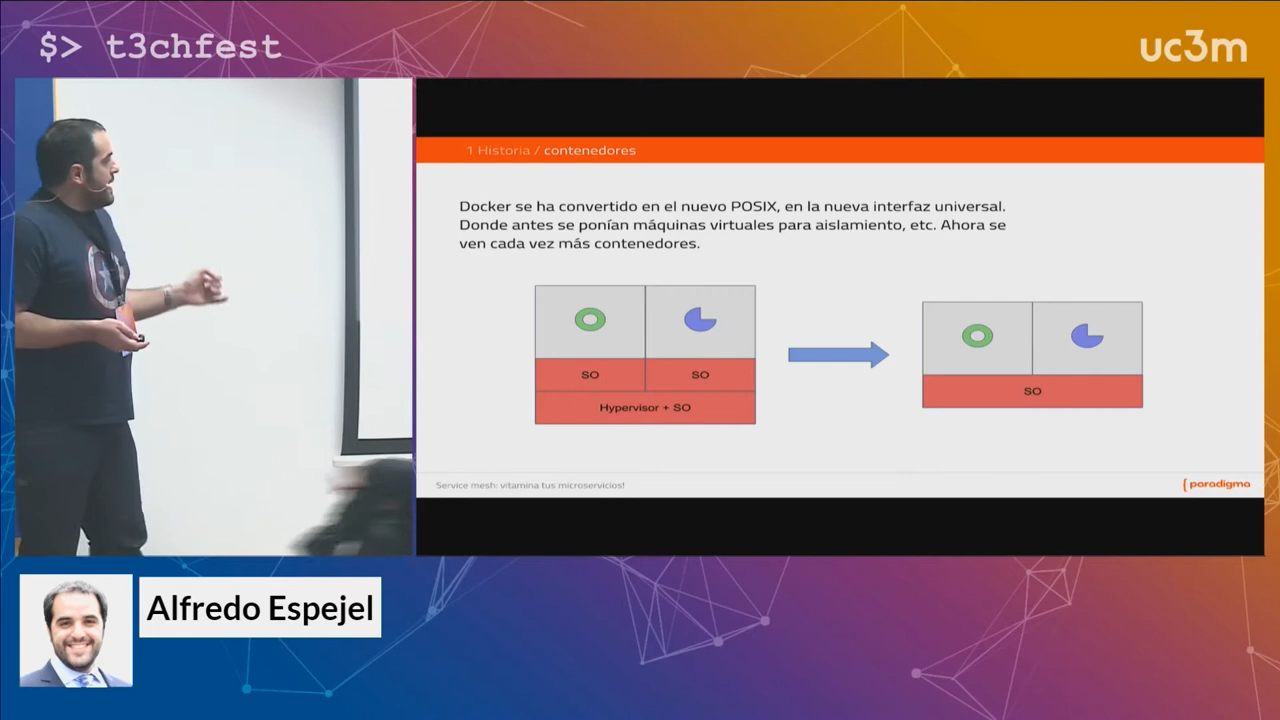 $> t3chfest
uc3m
1 Historia / contenedores
Docker se ha convertido en el nuevo POSIX, en la nueva interfaz universal.
Donde antes se ponían máquinas virtuales para aislamiento, etc. Ahora se
ven cada vez más contenedores.
SO
SO
Hypervisor + SO
SO
Service mesh: vitamina tus microservicios!
{paradigma
Alfredo Espejel